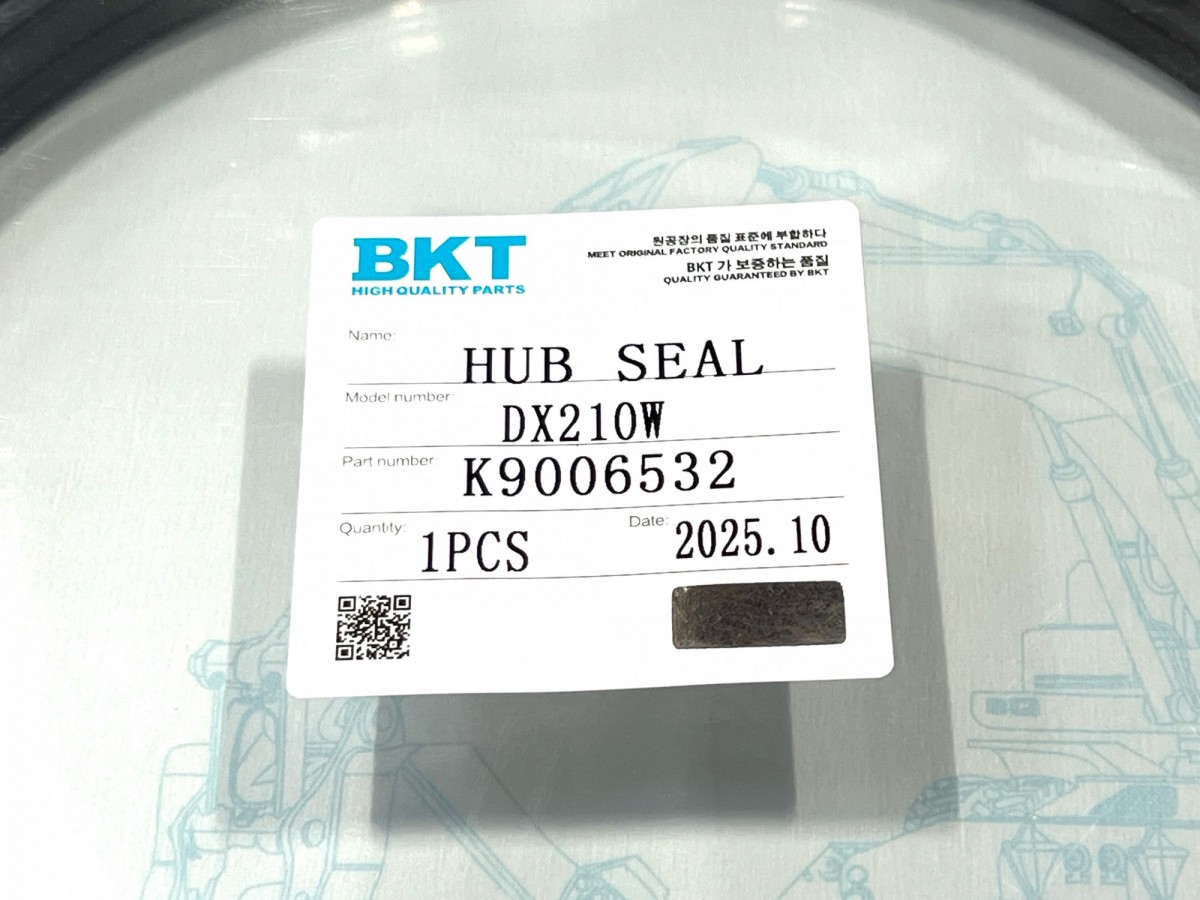 BKT
HIGH QUALITY PARTS
원공장의 품질 표준에 부합하다
MEET ORIGINAL FACTORY QUALITY STANDARD
BKT 가 보증하는 품질
QUALITY GUARANTEED BY BKT
Name: HUB SEAL
Model number: DX210W
Part number: K9006532
Quantity: 1PCS Date: 2025.10